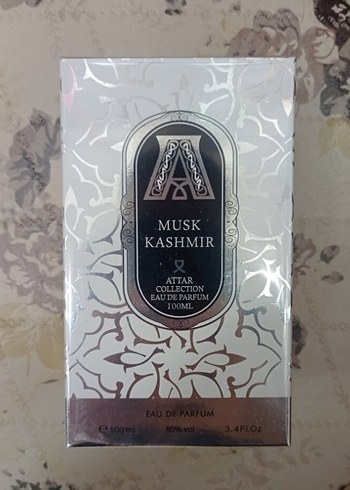 A
MUSK
KASHMIR
ATTAR
COLLECTION
EAU DE PARFUM
100ML
EAU DE PARFUM
℮ 100 ml 80% vol 3.4 FL Oz